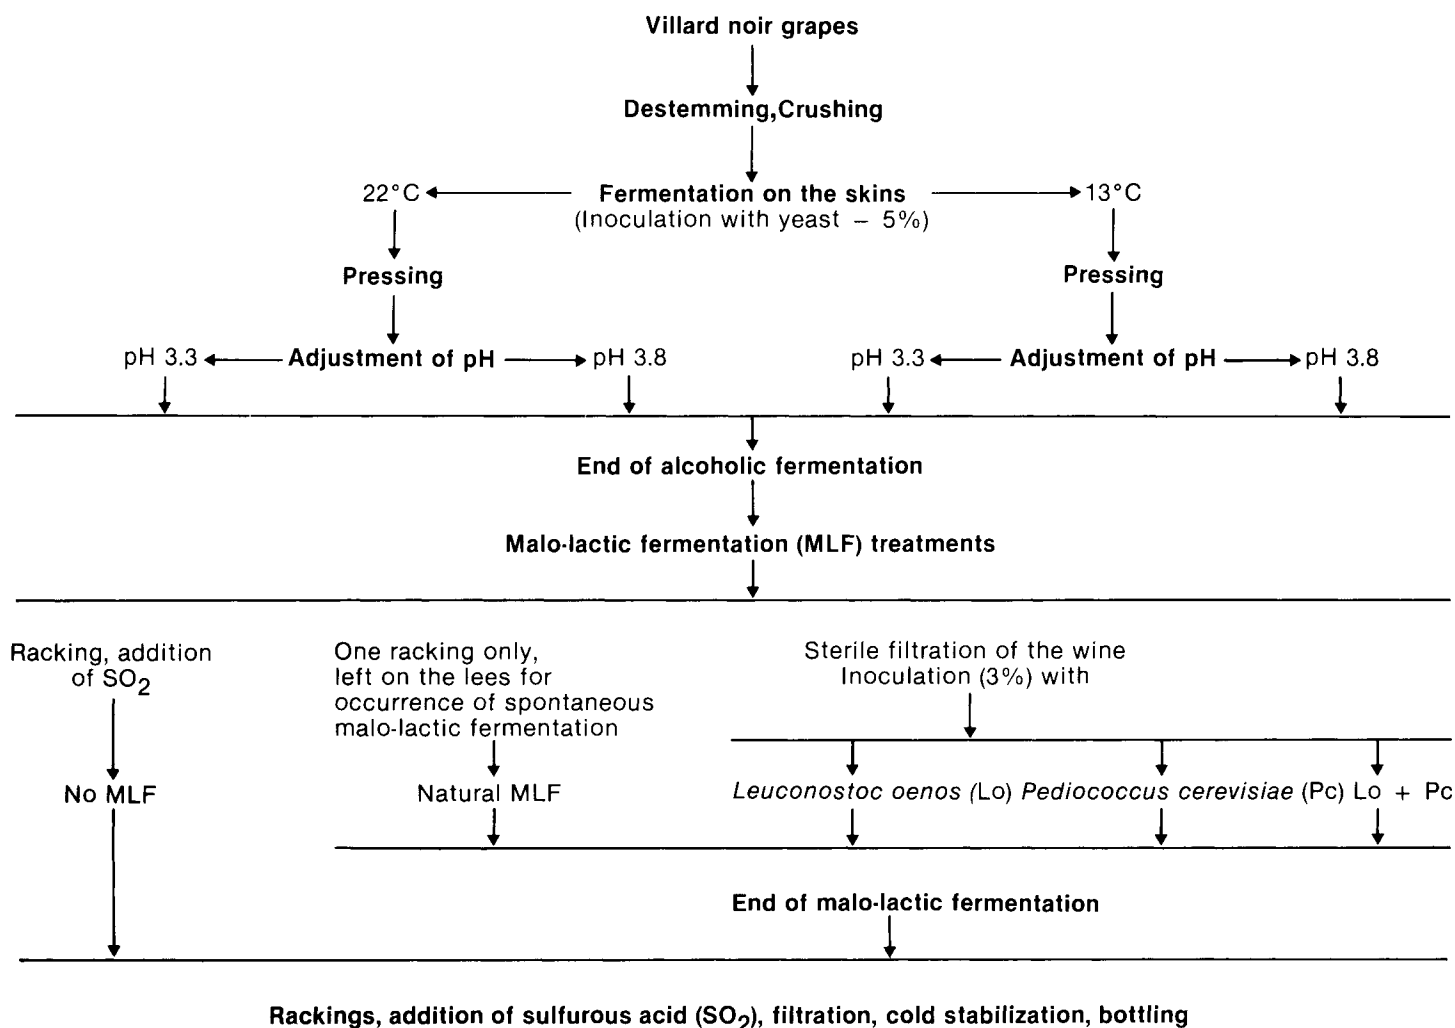 Villard noir grapes
Destemming,Crushing
22°C Fermentation on the skins 13°C
(Inoculation with yeast – 5%)
Pressing Pressing
pH 3.3 Adjustment of pH pH 3.8 pH 3.3 Adjustment of pH pH 3.8
End of alcoholic fermentation
Malo-lactic fermentation (MLF) treatments
Racking, addition
of SO2
One racking only,
left on the lees for
occurrence of spontaneous
malo-lactic fermentation
Sterile filtration of the wine
Inoculation (3%) with
No MLF Natural MLF Leuconostoc oenos (Lo) Pediococcus cerevisiae (Pc) Lo + Pc
End of malo-lactic fermentation
Rackings, addition of sulfurous acid (SO2), filtration, cold stabilization, bottling